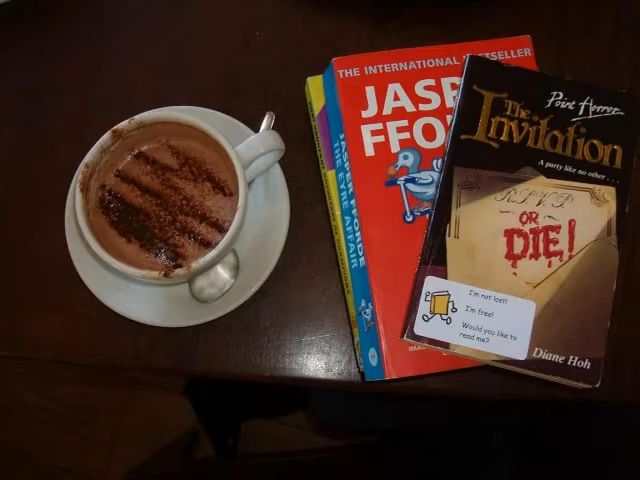 THE INTERNATIONAL BESTSELLER
JASP
FFO
JASPER FFORDE
THE EYRE AFFAIR
Point Horror
The
Invitation
A party like no other . . .
R.S.V.P.
OR
DIE!
I'm not lost!
I'm free!
Would you like to
read me?
Diane Hoh